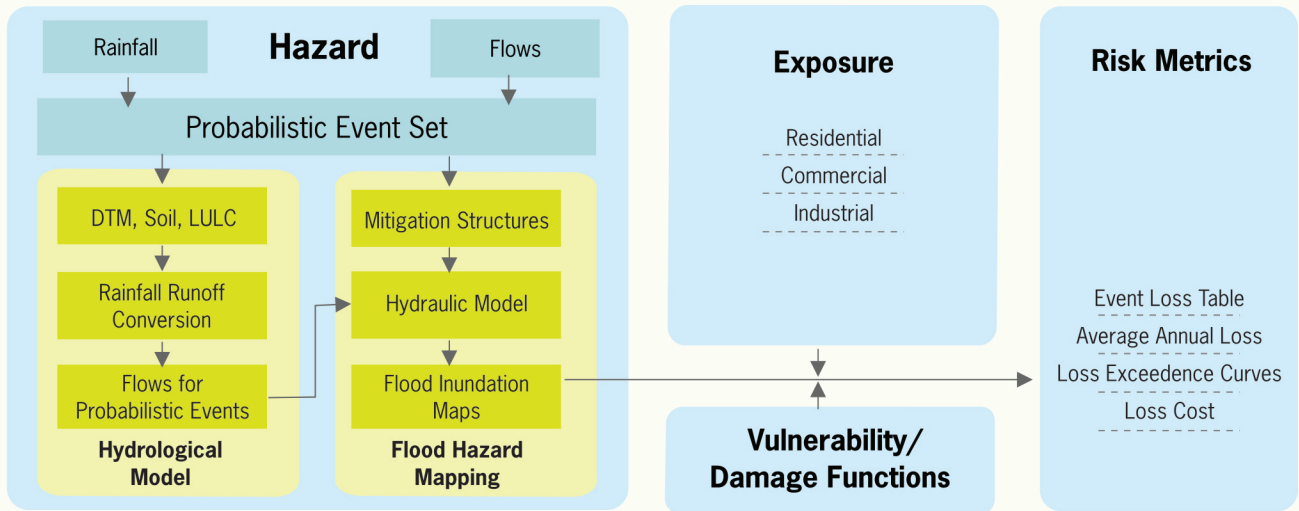 Hazard
Rainfall
Flows
Probabilistic Event Set
DTM, Soil, LULC
Rainfall Runoff
Conversion
Flows for
Probabilistic Events
Hydrological
Model
Mitigation Structures
Hydraulic Model
Flood Inundation
Maps
Flood Hazard
Mapping
Exposure
Residential
Commercial
Industrial
Vulnerability/
Damage Functions
Risk Metrics
Event Loss Table
Average Annual Loss
Loss Exceedence Curves
Loss Cost